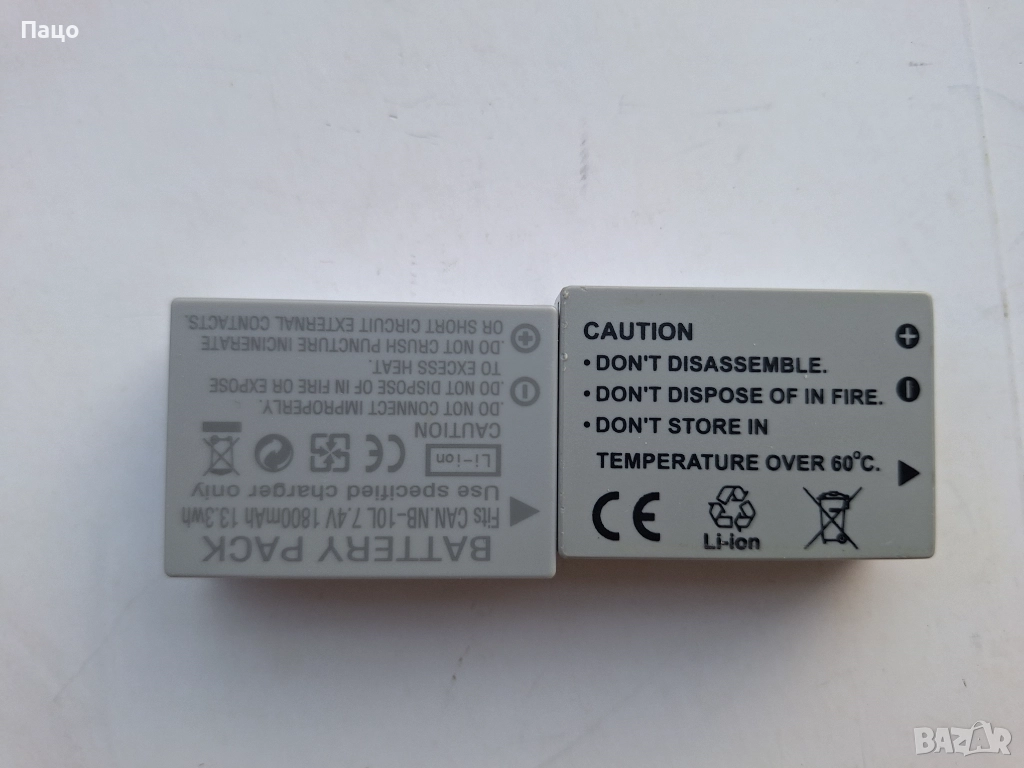 Пацо
BATTERY PACK
Fits CAN.NB-10L 7.4V 1800mAh 13.3wh
Use specified charger only
Li-ion
CAUTION
.DO NOT CONNECT IMPROPERLY.
.DO NOT DISPOSE OF IN FIRE OR EXPOSE
TO EXCESS HEAT.
.DO NOT CRUSH PUNCTURE INCINERATE
OR SHORT CIRCUIT EXTERNAL CONTACTS.
CAUTION
• DON'T DISASSEMBLE.
• DON'T DISPOSE OF IN FIRE.
• DON'T STORE IN
TEMPERATURE OVER 60°C.
Li-ion
BAZAR